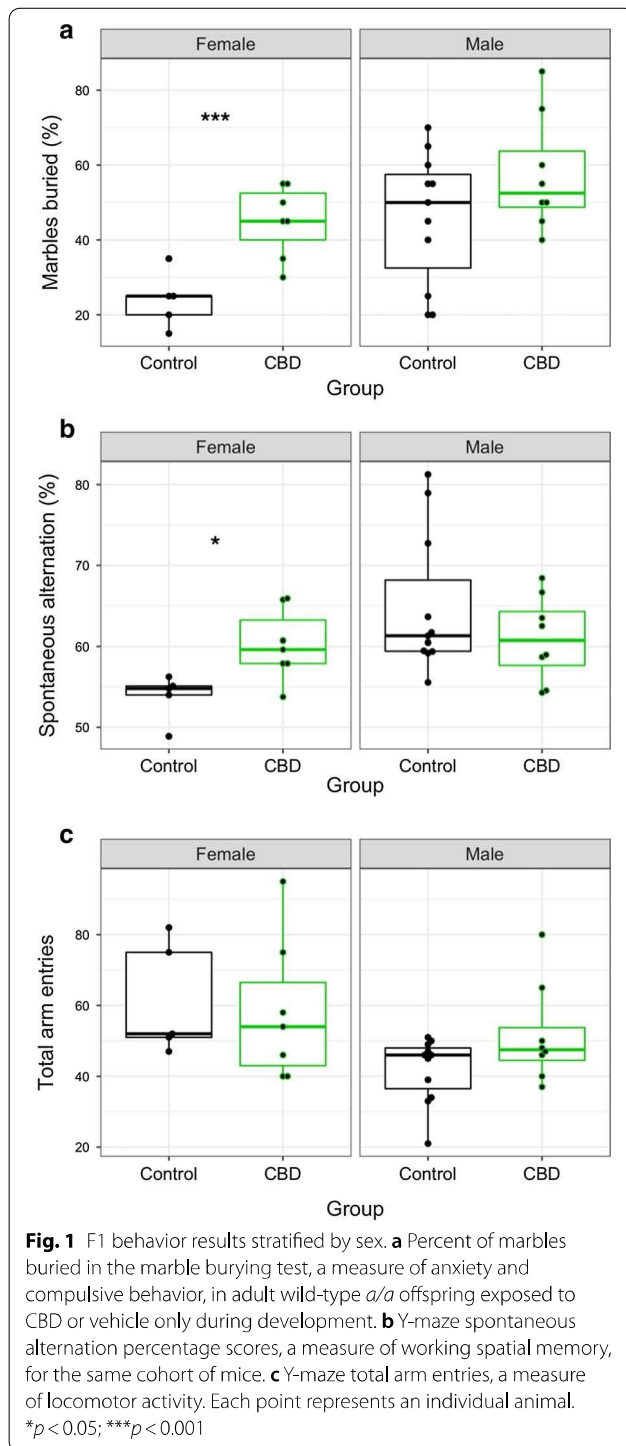 a
Female
Male
***
Marbles buried (%)
80
60
40
20
Control
CBD
Control
CBD
Group
b
Female
Male
*
Spontaneous alternation (%)
80
70
60
50
Control
CBD
Control
CBD
Group
c
Female
Male
Total arm entries
80
60
40
20
Control
CBD
Control
CBD
Group
Fig. 1 F1 behavior results stratified by sex. a Percent of marbles
buried in the marble burying test, a measure of anxiety and
compulsive behavior, in adult wild-type a/a offspring exposed to
CBD or vehicle only during development. b Y-maze spontaneous
alternation percentage scores, a measure of working spatial memory,
for the same cohort of mice. c Y-maze total arm entries, a measure
of locomotor activity. Each point represents an individual animal.
*p < 0.05; ***p < 0.001